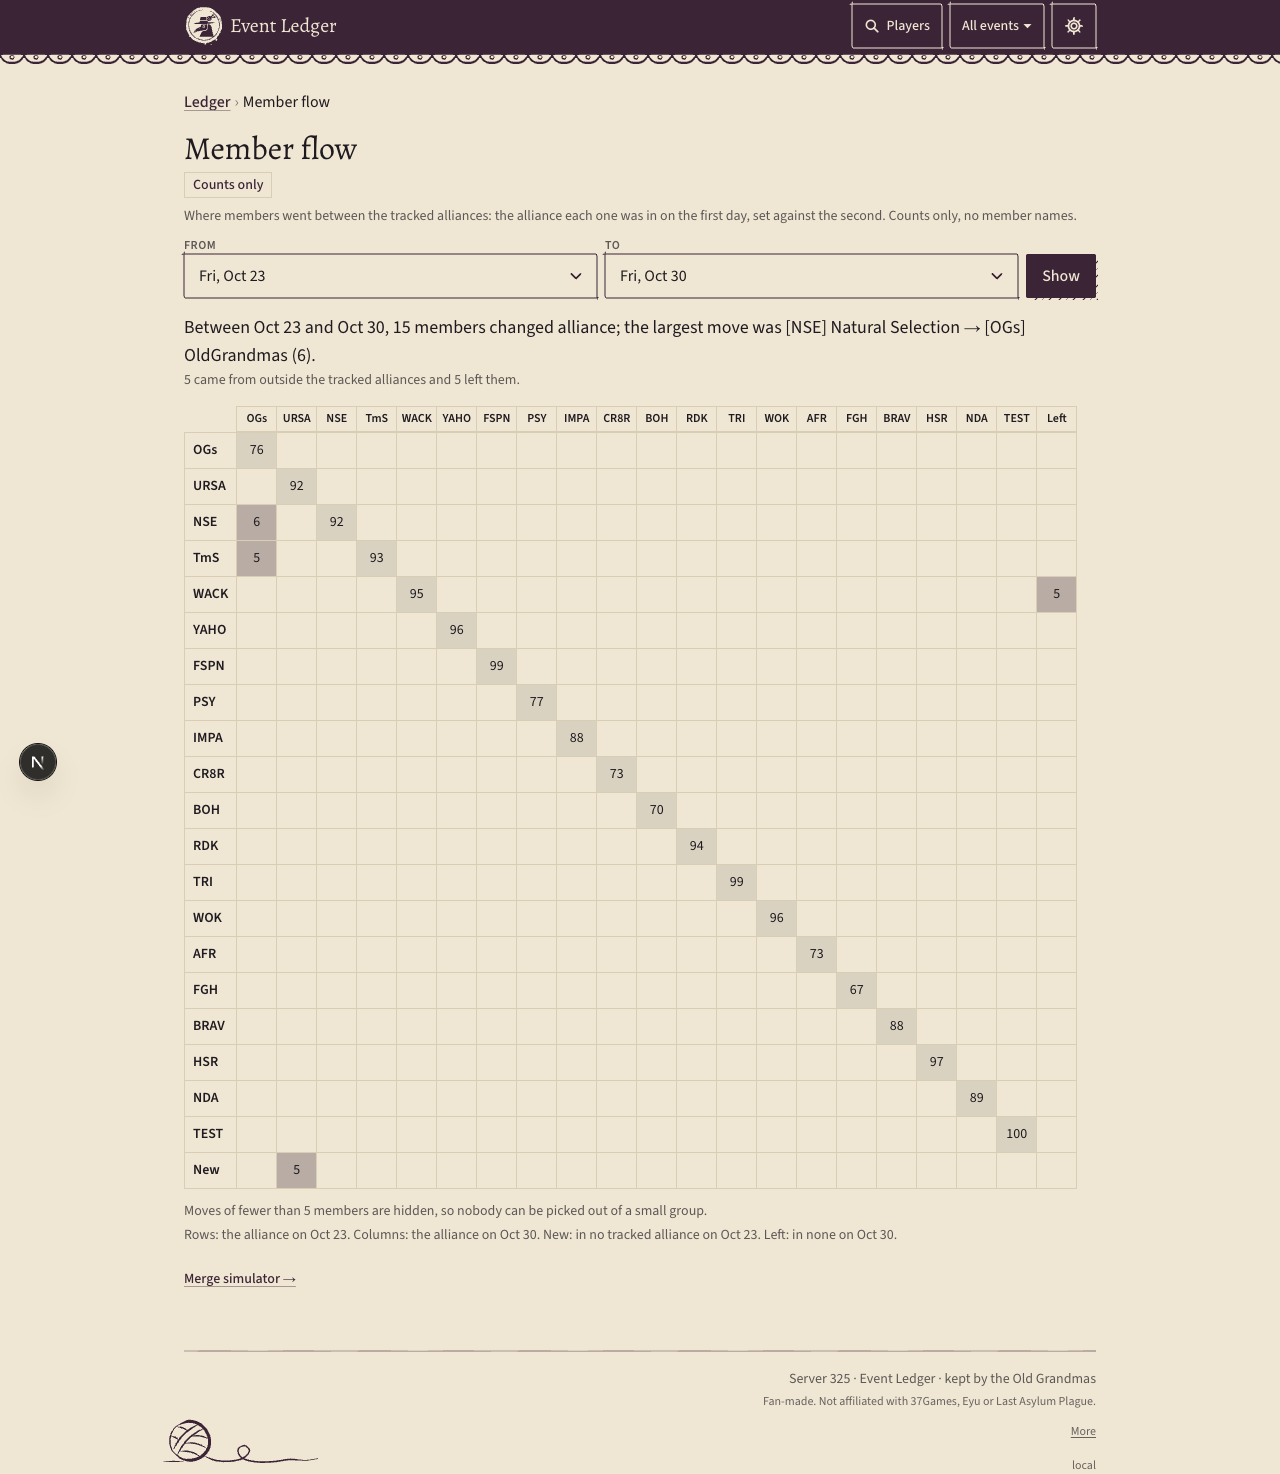 Event Ledger
Players
All events
Ledger › Member flow
Member flow
Counts only
Where members went between the tracked alliances: the alliance each one was in on the first day, set against the second. Counts only, no member names.
FROM
TO
Fri, Oct 23
Fri, Oct 30
Show
Between Oct 23 and Oct 30, 15 members changed alliance; the largest move was [NSE] Natural Selection → [OGs]
OldGrandmas (6).
5 came from outside the tracked alliances and 5 left them.
OGs URSA NSE TmS WACK YAHO FSPN PSY IMPA CR8R BOH RDK TRI WOK AFR FGH BRAV HSR NDA TEST Left
OGs 76
URSA 92
NSE 6 92
TmS 5 93
WACK 95 5
YAHO 96
FSPN 99
PSY 77
IMPA 88
CR8R 73
BOH 70
RDK 94
TRI 99
WOK 96
AFR 73
FGH 67
BRAV 88
HSR 97
NDA 89
TEST 100
New 5
Moves of fewer than 5 members are hidden, so nobody can be picked out of a small group.
Rows: the alliance on Oct 23. Columns: the alliance on Oct 30. New: in no tracked alliance on Oct 23. Left: in none on Oct 30.
Merge simulator →
Server 325 · Event Ledger · kept by the Old Grandmas
Fan-made. Not affiliated with 37Games, Eyu or Last Asylum Plague.
More
local
N